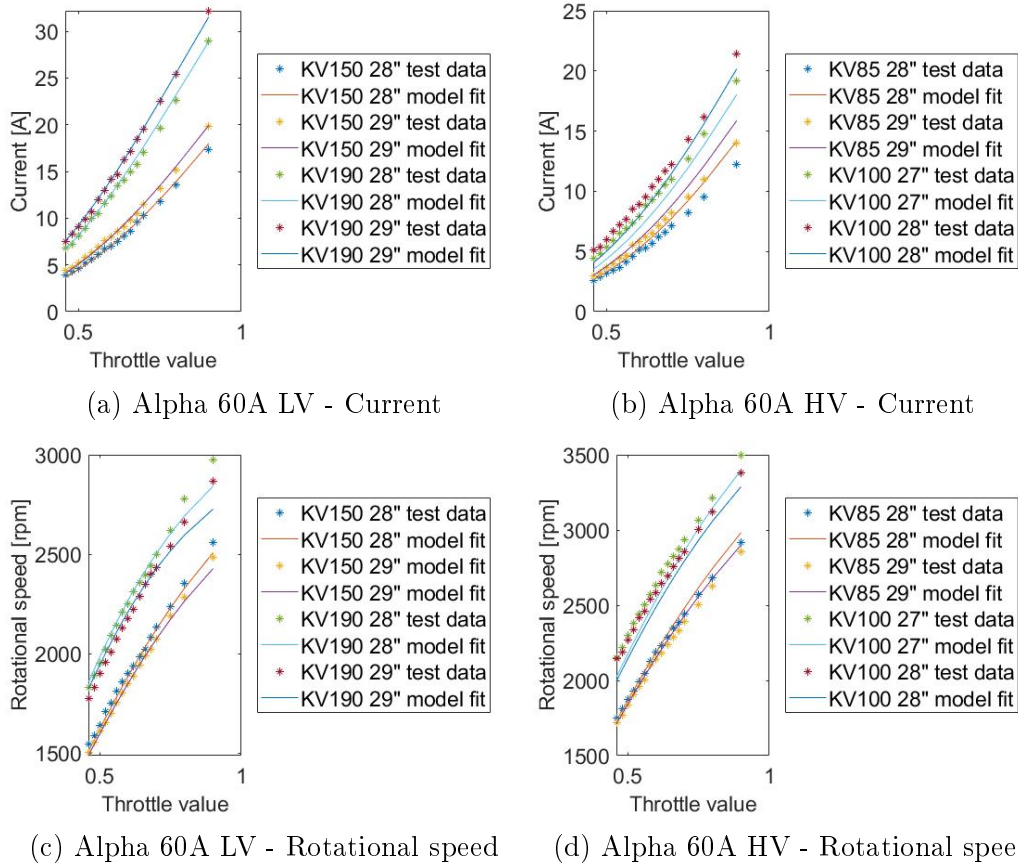 30
25
20
15
10
5
0
0.5
1
Current [A]
Throttle value
KV150 28" test data
KV150 28" model fit
KV150 29" test data
KV150 29" model fit
KV190 28" test data
KV190 28" model fit
KV190 29" test data
KV190 29" model fit
(a) Alpha 60A LV - Current
25
20
15
10
5
0
0.5
1
Current [A]
Throttle value
KV85 28" test data
KV85 28" model fit
KV85 29" test data
KV85 29" model fit
KV100 27" test data
KV100 27" model fit
KV100 28" test data
KV100 28" model fit
(b) Alpha 60A HV - Current
3000
2500
2000
1500
0.5
1
Rotational speed [rpm]
Throttle value
KV150 28" test data
KV150 28" model fit
KV150 29" test data
KV150 29" model fit
KV190 28" test data
KV190 28" model fit
KV190 29" test data
KV190 29" model fit
(c) Alpha 60A LV - Rotational speed
3500
3000
2500
2000
1500
0.5
1
Rotational speed [rpm]
Throttle value
KV85 28" test data
KV85 28" model fit
KV85 29" test data
KV85 29" model fit
KV100 27" test data
KV100 27" model fit
KV100 28" test data
KV100 28" model fit
(d) Alpha 60A HV - Rotational spee